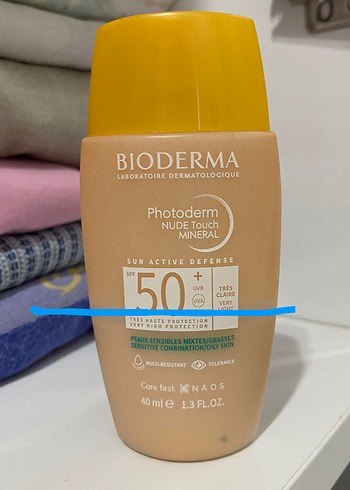 BIODERMA
LABORATOIRE DERMATOLOGIQUE
Photoderm
NUDE Touch
MINERAL
SUN ACTIVE DEFENSE
SPF 50+ UVB UVA
TRÈS
CLAIRE
VERY
LIGHT
TRÈS HAUTE PROTECTION
VERY HIGH PROTECTION
PEAUX SENSIBLES MIXTES/GRASSES
SENSITIVE COMBINATION/OILY SKIN
MULTI-RESISTANT TOLERANCE
Care first. NAOS
40 ml e 1.3 FL.OZ.